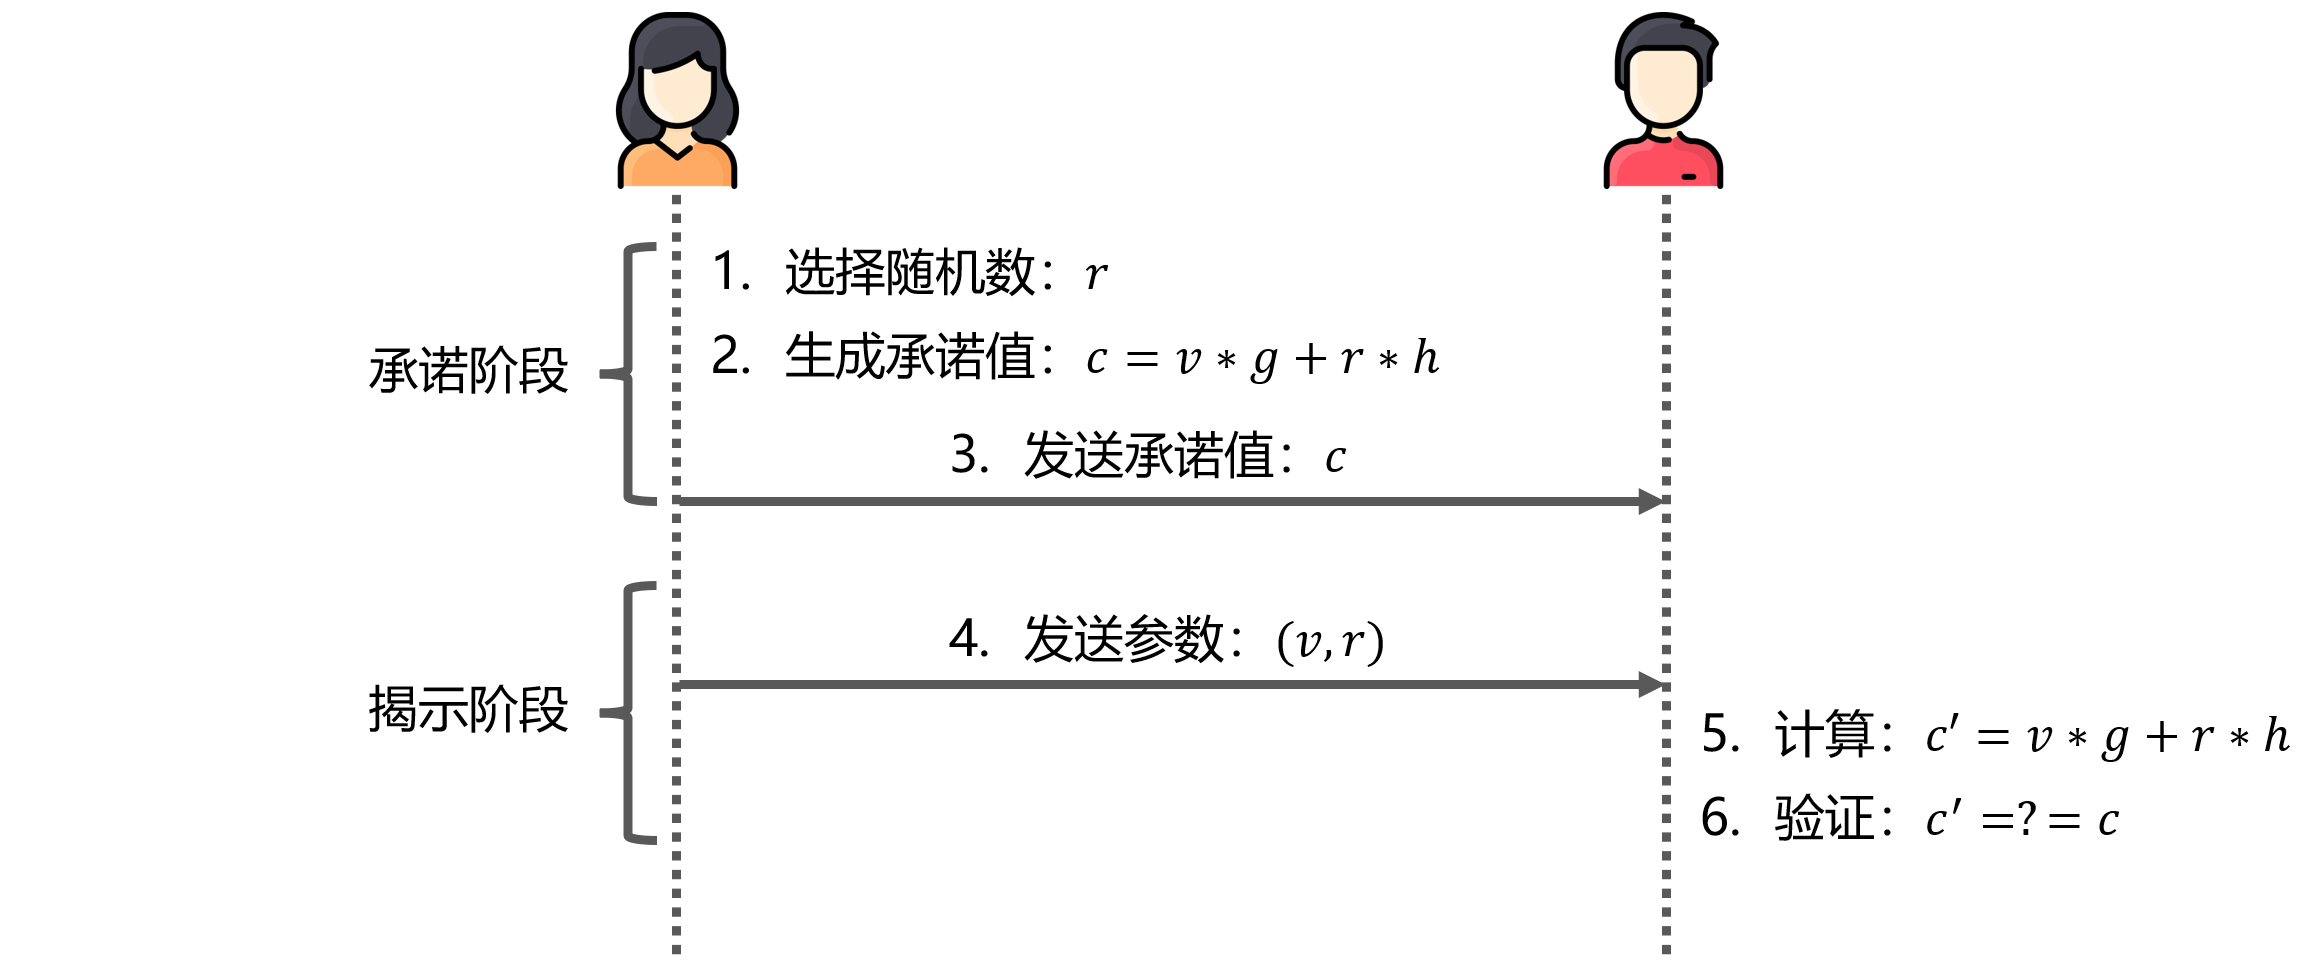 1. 选择随机数：r
2. 生成承诺值：c = v ∗ g + r ∗ h
承诺阶段
3. 发送承诺值：c
4. 发送参数：(v, r)
揭示阶段
5. 计算：c′ = v ∗ g + r ∗ h
6. 验证：c′ =? = c